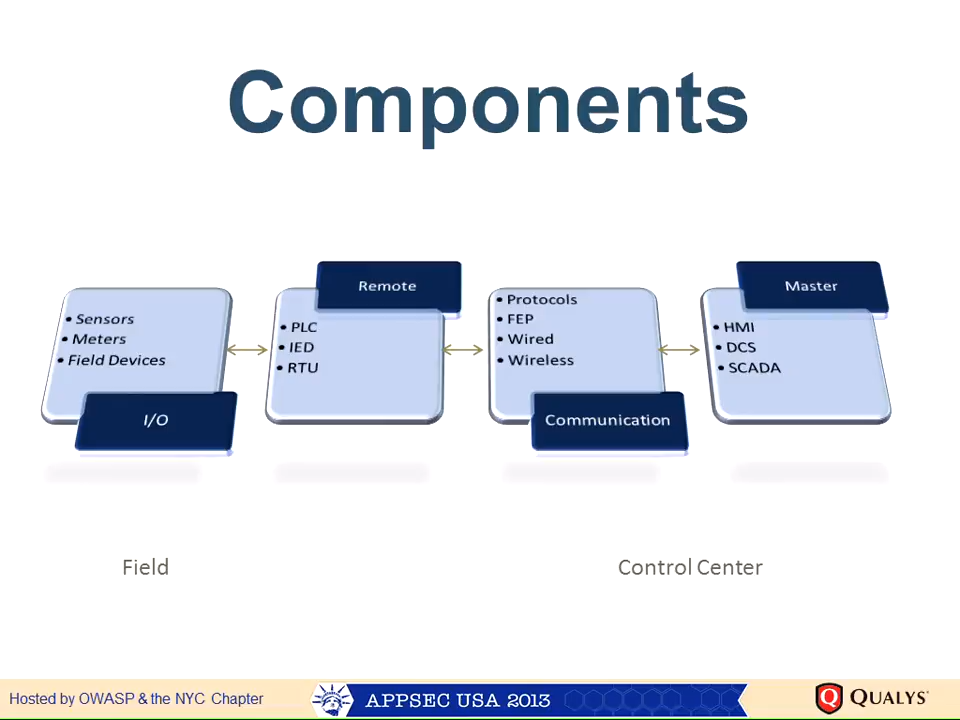 Components
• Sensors
• Meters
• Field Devices
I/O
Remote
• PLC
• IED
• RTU
• Protocols
• FEP
• Wired
• Wireless
Communication
Master
• HMI
• DCS
• SCADA
Field
Control Center
Hosted by OWASP & the NYC Chapter
APPSEC USA 2013
QUALYS